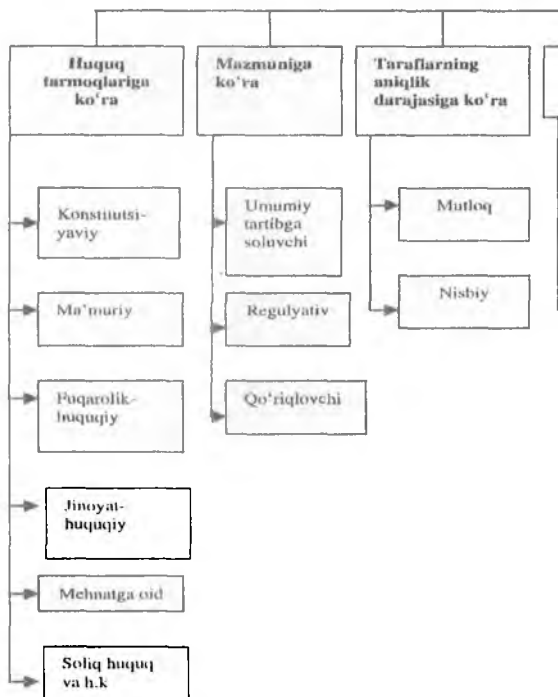 Huquq
tarmoqlariga
ko‘ra
Mazmuniga
ko‘ra
Taraflarning
aniqlik
darajasiga ko‘ra
Konstitutsi-
yaviy
Ma’muriy
Fuqarolik-
huquqiy
Jinoyat-
huquqiy
Mehnatga oid
Soliq huquq
va h.k
Umumiy
tartibga
soluvchi
Regulyativ
Qo‘riqlovchi
Mutloq
Nisbiy